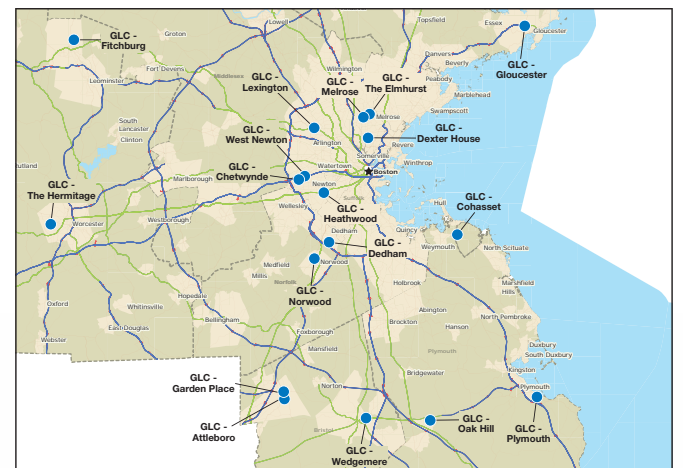 Lowell
Topsfield
Essex
Gloucester
Groton
GLC -
Fitchburg
Danvers
Beverly
GLC -
Gloucester
Wilmington
Fort Devens
Middlesex
Peabody
Leominster
GLC -
Lexington
GLC -
Melrose
GLC -
The Elmhurst
Marblehead
Swampscott
Melrose
South
Lancaster
Clinton
GLC -
West Newton
GLC -
Dexter House
Revere
Arlington
Somerville
Winthrop
Rutland
Watertown
Boston
GLC -
Chetwynde
Marlborough
Newton
GLC -
The Hermitage
Suffolk
Wellesley
GLC -
Heathwood
Hull
GLC -
Cohasset
Worcester
Westborough
Dedham
Quincy
Weymouth
North Scituate
GLC -
Dedham
Medfield
Norwood
Millis
Norfolk
Holbrook
Marshfield
Hills
GLC -
Norwood
Hopedale
Oxford
Whitinsville
Abington
North Pembroke
Bellingham
Brockton
Hanson
East Douglas
Foxborough
Webster
Mansfield
Plymouth
Duxbury
South Duxbury
Kingston
Bridgewater
GLC -
Garden Place
Norton
Plymouth
GLC -
Attleboro
GLC -
Oak Hill
GLC -
Plymouth
Bristol
GLC -
Wedgemere